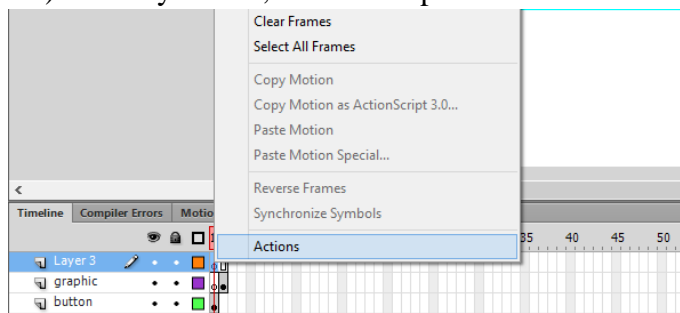 Clear Frames
Select All Frames
Copy Motion
Copy Motion as ActionScript 3.0...
Paste Motion
Paste Motion Special...
Reverse Frames
Synchronize Symbols
Actions
Timeline Compiler Errors Motio
35 40 45 50
Layer 3
graphic
button